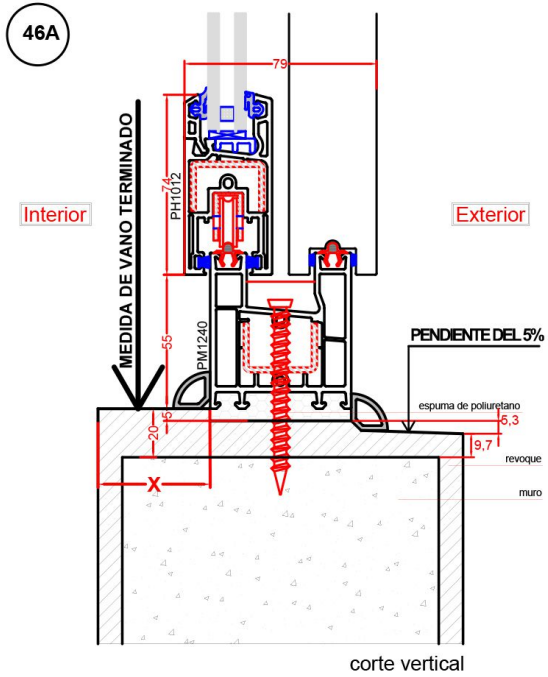 46A
79
MEDIDA DE VANO TERMINADO
74
PH1012
Interior
Exterior
55
PM1240
PENDIENTE DEL 5%
espuma de poliuretano
5
5,3
20
9,7
revoque
X
muro
corte vertical